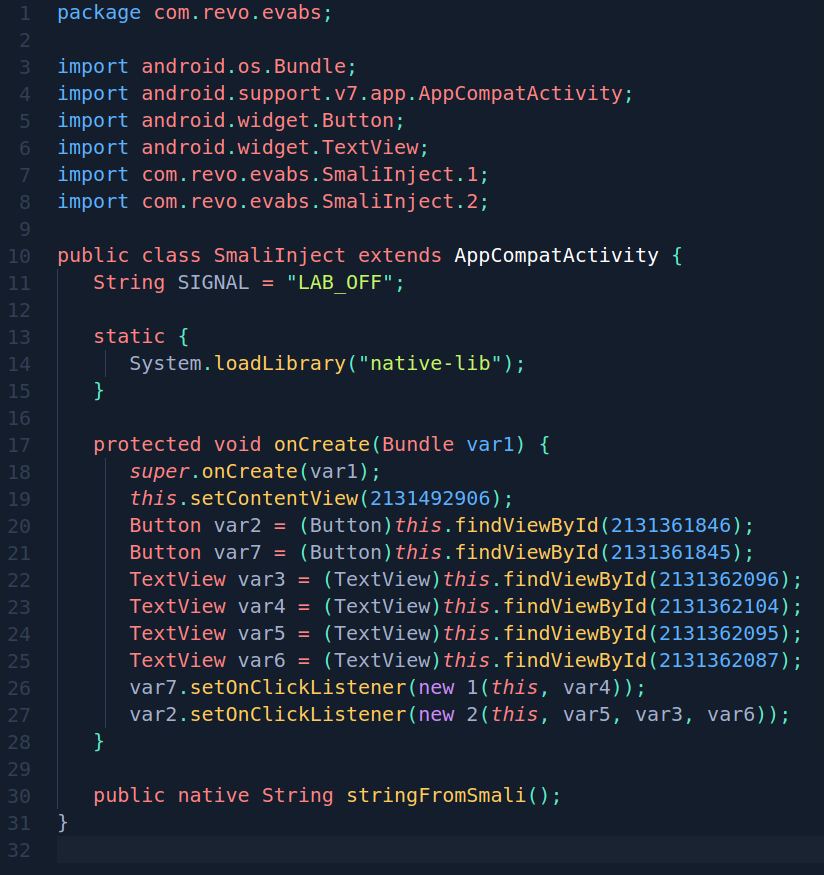 1 package com.revo.evabs;
2
3 import android.os.Bundle;
4 import android.support.v7.app.AppCompatActivity;
5 import android.widget.Button;
6 import android.widget.TextView;
7 import com.revo.evabs.SmaliInject.1;
8 import com.revo.evabs.SmaliInject.2;
9
10 public class SmaliInject extends AppCompatActivity {
11    String SIGNAL = "LAB_OFF";
12
13    static {
14       System.loadLibrary("native-lib");
15    }
16
17    protected void onCreate(Bundle var1) {
18       super.onCreate(var1);
19       this.setContentView(2131492906);
20       Button var2 = (Button)this.findViewById(2131361846);
21       Button var7 = (Button)this.findViewById(2131361845);
22       TextView var3 = (TextView)this.findViewById(2131362096);
23       TextView var4 = (TextView)this.findViewById(2131362104);
24       TextView var5 = (TextView)this.findViewById(2131362095);
25       TextView var6 = (TextView)this.findViewById(2131362087);
26       var7.setOnClickListener(new 1(this, var4));
27       var2.setOnClickListener(new 2(this, var5, var3, var6));
28    }
29
30    public native String stringFromSmali();
31 }
32